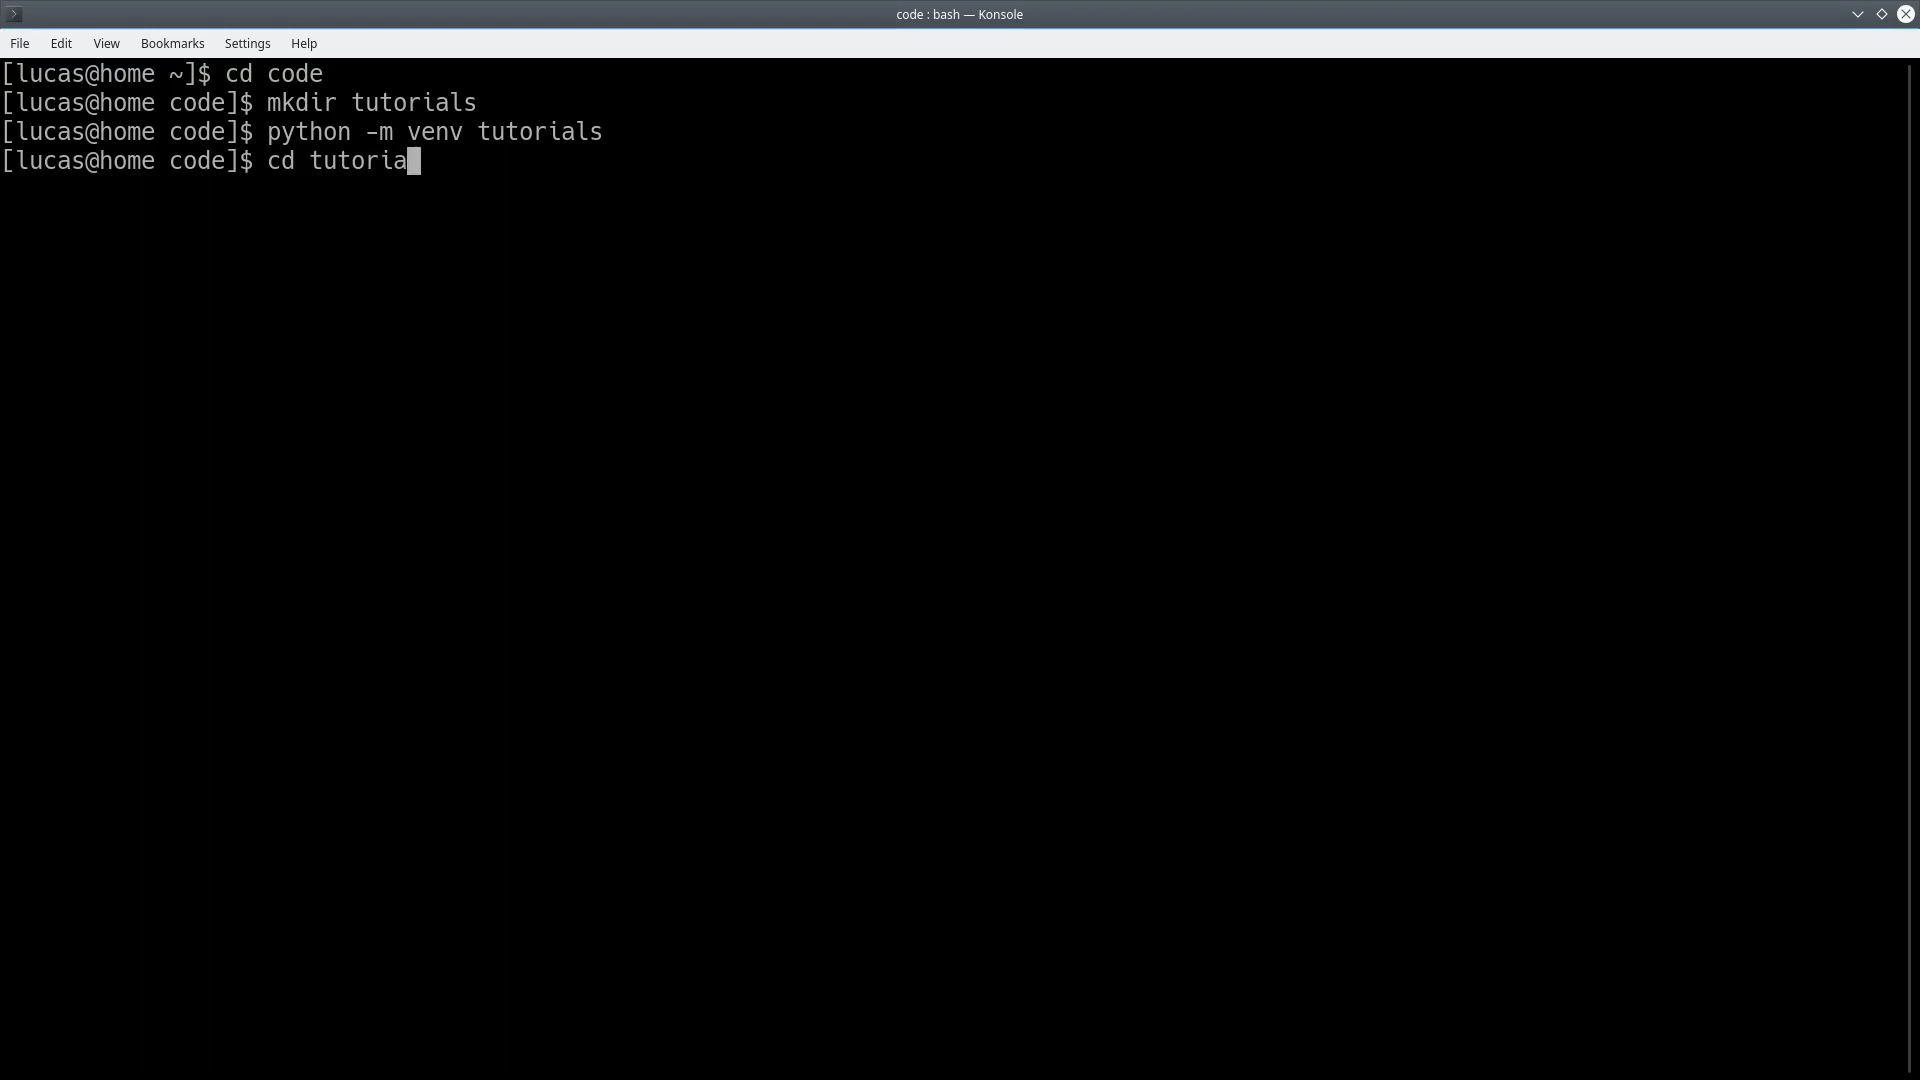 code : bash — Konsole
File Edit View Bookmarks Settings Help
[lucas@home ~]$ cd code
[lucas@home code]$ mkdir tutorials
[lucas@home code]$ python -m venv tutorials
[lucas@home code]$ cd tutoria